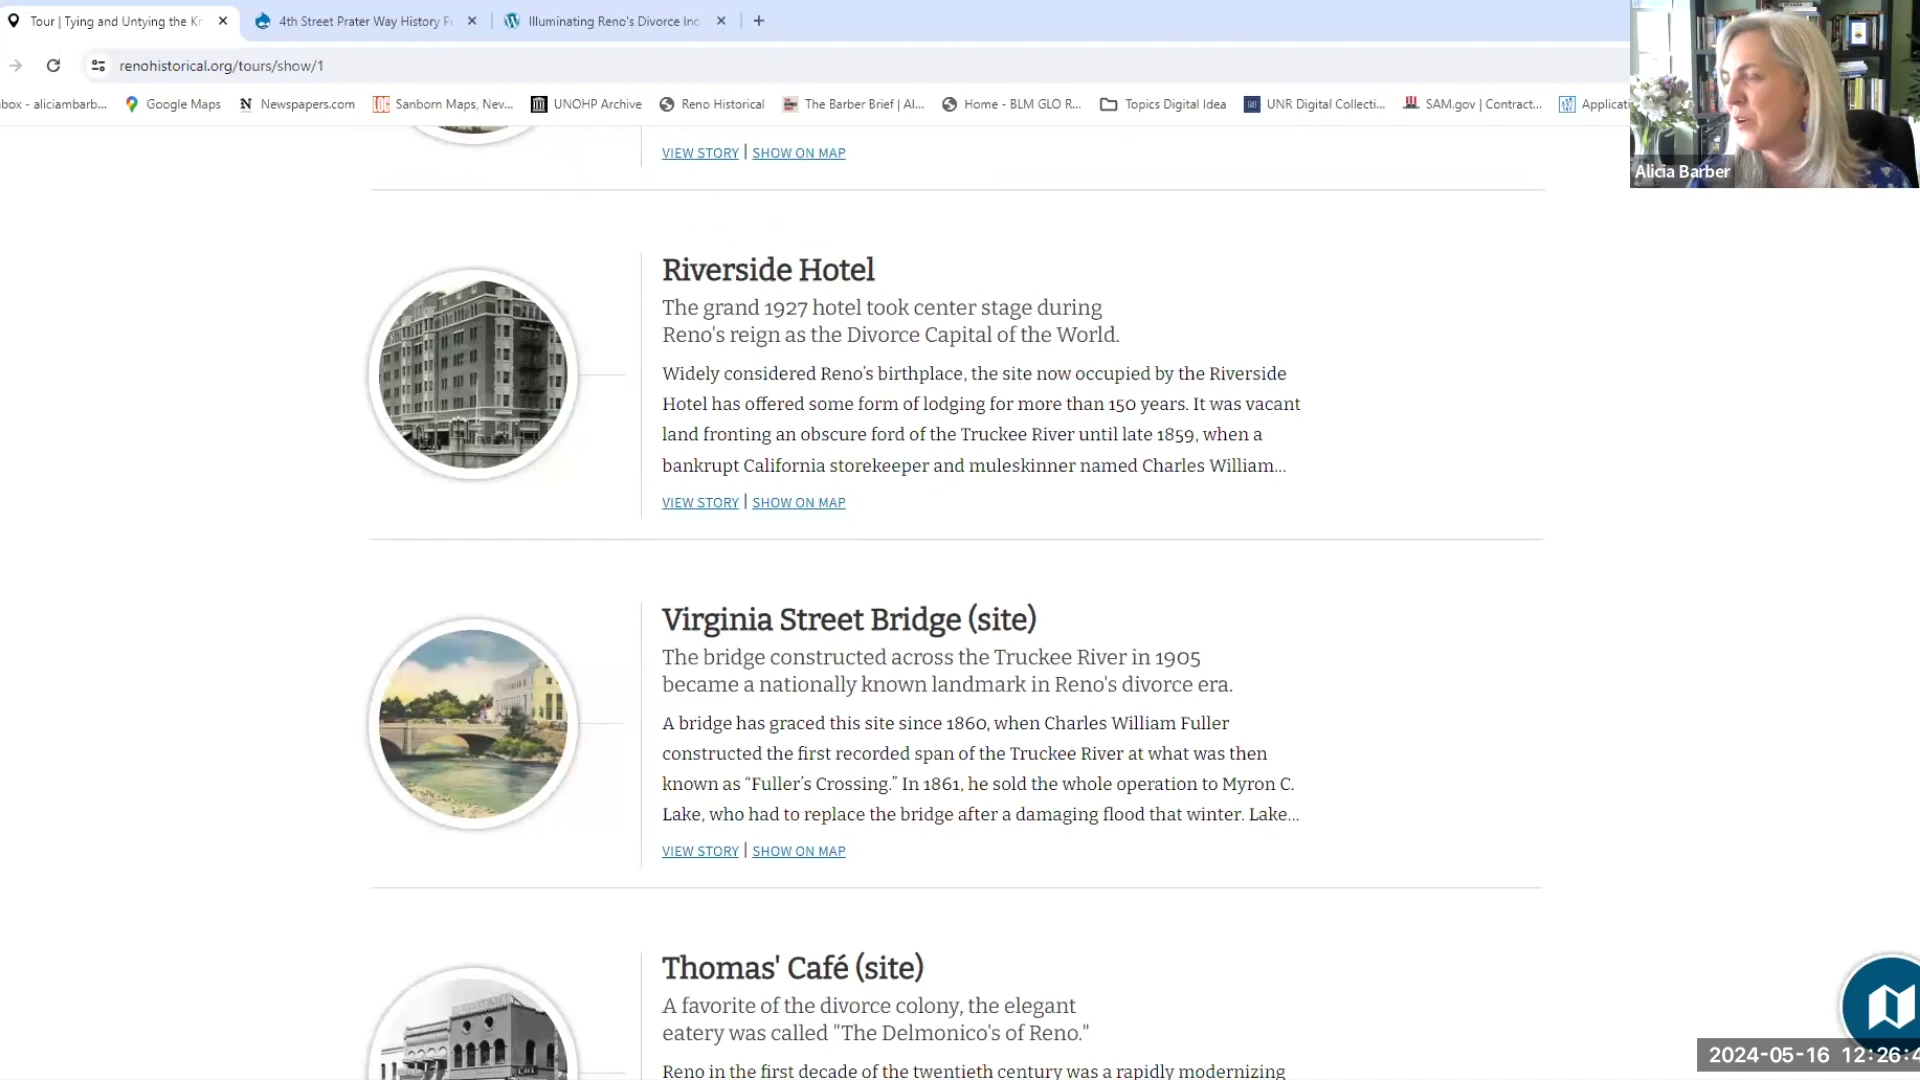 Tour | Tying and Untying the Kn
4th Street Prater Way History P
Illuminating Reno's Divorce Ind
renohistorical.org/tours/show/1
box - aliciambarb...
Google Maps
Newspapers.com
Sanborn Maps, Nev...
UNOHP Archive
Reno Historical
The Barber Brief | Al...
Home - BLM GLO R...
Topics Digital Idea
UNR Digital Collecti...
SAM.gov | Contract...
Applicati
Alicia Barber
VIEW STORY | SHOW ON MAP
Riverside Hotel
The grand 1927 hotel took center stage during
Reno's reign as the Divorce Capital of the World.
Widely considered Reno's birthplace, the site now occupied by the Riverside
Hotel has offered some form of lodging for more than 150 years. It was vacant
land fronting an obscure ford of the Truckee River until late 1859, when a
bankrupt California storekeeper and muleskinner named Charles William...
VIEW STORY | SHOW ON MAP
Virginia Street Bridge (site)
The bridge constructed across the Truckee River in 1905
became a nationally known landmark in Reno's divorce era.
A bridge has graced this site since 1860, when Charles William Fuller
constructed the first recorded span of the Truckee River at what was then
known as “Fuller's Crossing.” In 1861, he sold the whole operation to Myron C.
Lake, who had to replace the bridge after a damaging flood that winter. Lake...
VIEW STORY | SHOW ON MAP
Thomas' Café (site)
A favorite of the divorce colony, the elegant
eatery was called "The Delmonico's of Reno."
Reno in the first decade of the twentieth century was a rapidly modernizing
2024-05-16 12:26:4